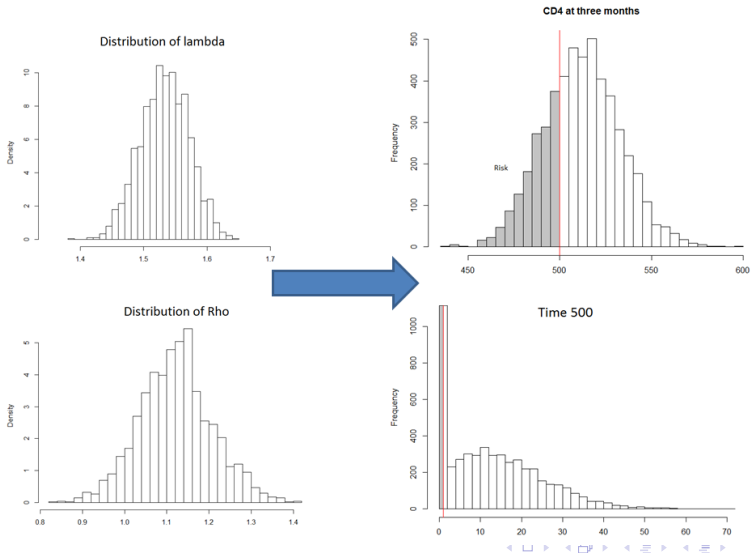 Distribution of lambda
Density
0 2 4 6 8 10
1.4 1.5 1.6 1.7
CD4 at three months
Frequency
0 100 200 300 400 500
Risk
450 500 550 600
Distribution of Rho
Density
0 1 2 3 4 5
0.8 0.9 1.0 1.1 1.2 1.3 1.4
Time 500
Frequency
0 200 400 600 800 1000
0 10 20 30 40 50 60 70